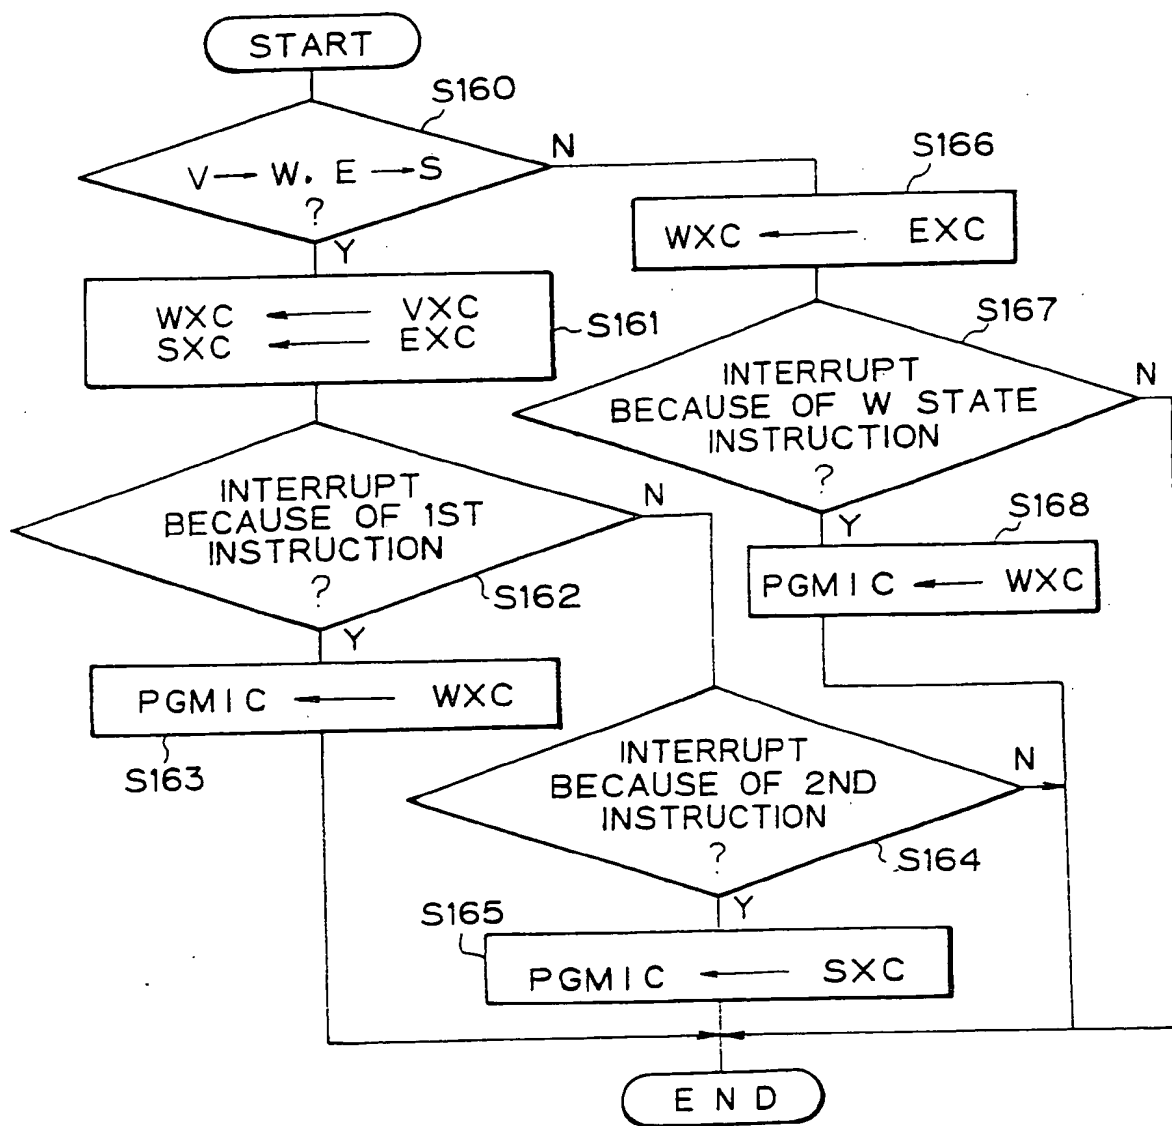 START
S160
V → W. E → S
?
N
Y
S166
WXC ← EXC
WXC ← VXC
SXC ← EXC
S161
S167
INTERRUPT
BECAUSE OF W STATE
INSTRUCTION
?
N
Y
INTERRUPT
BECAUSE OF 1ST
INSTRUCTION
?
N
S162
Y
S168
PGMIC ← WXC
PGMIC ← WXC
S163
INTERRUPT
BECAUSE OF 2ND
INSTRUCTION
?
N
S164
Y
S165
PGMIC ← SXC
END